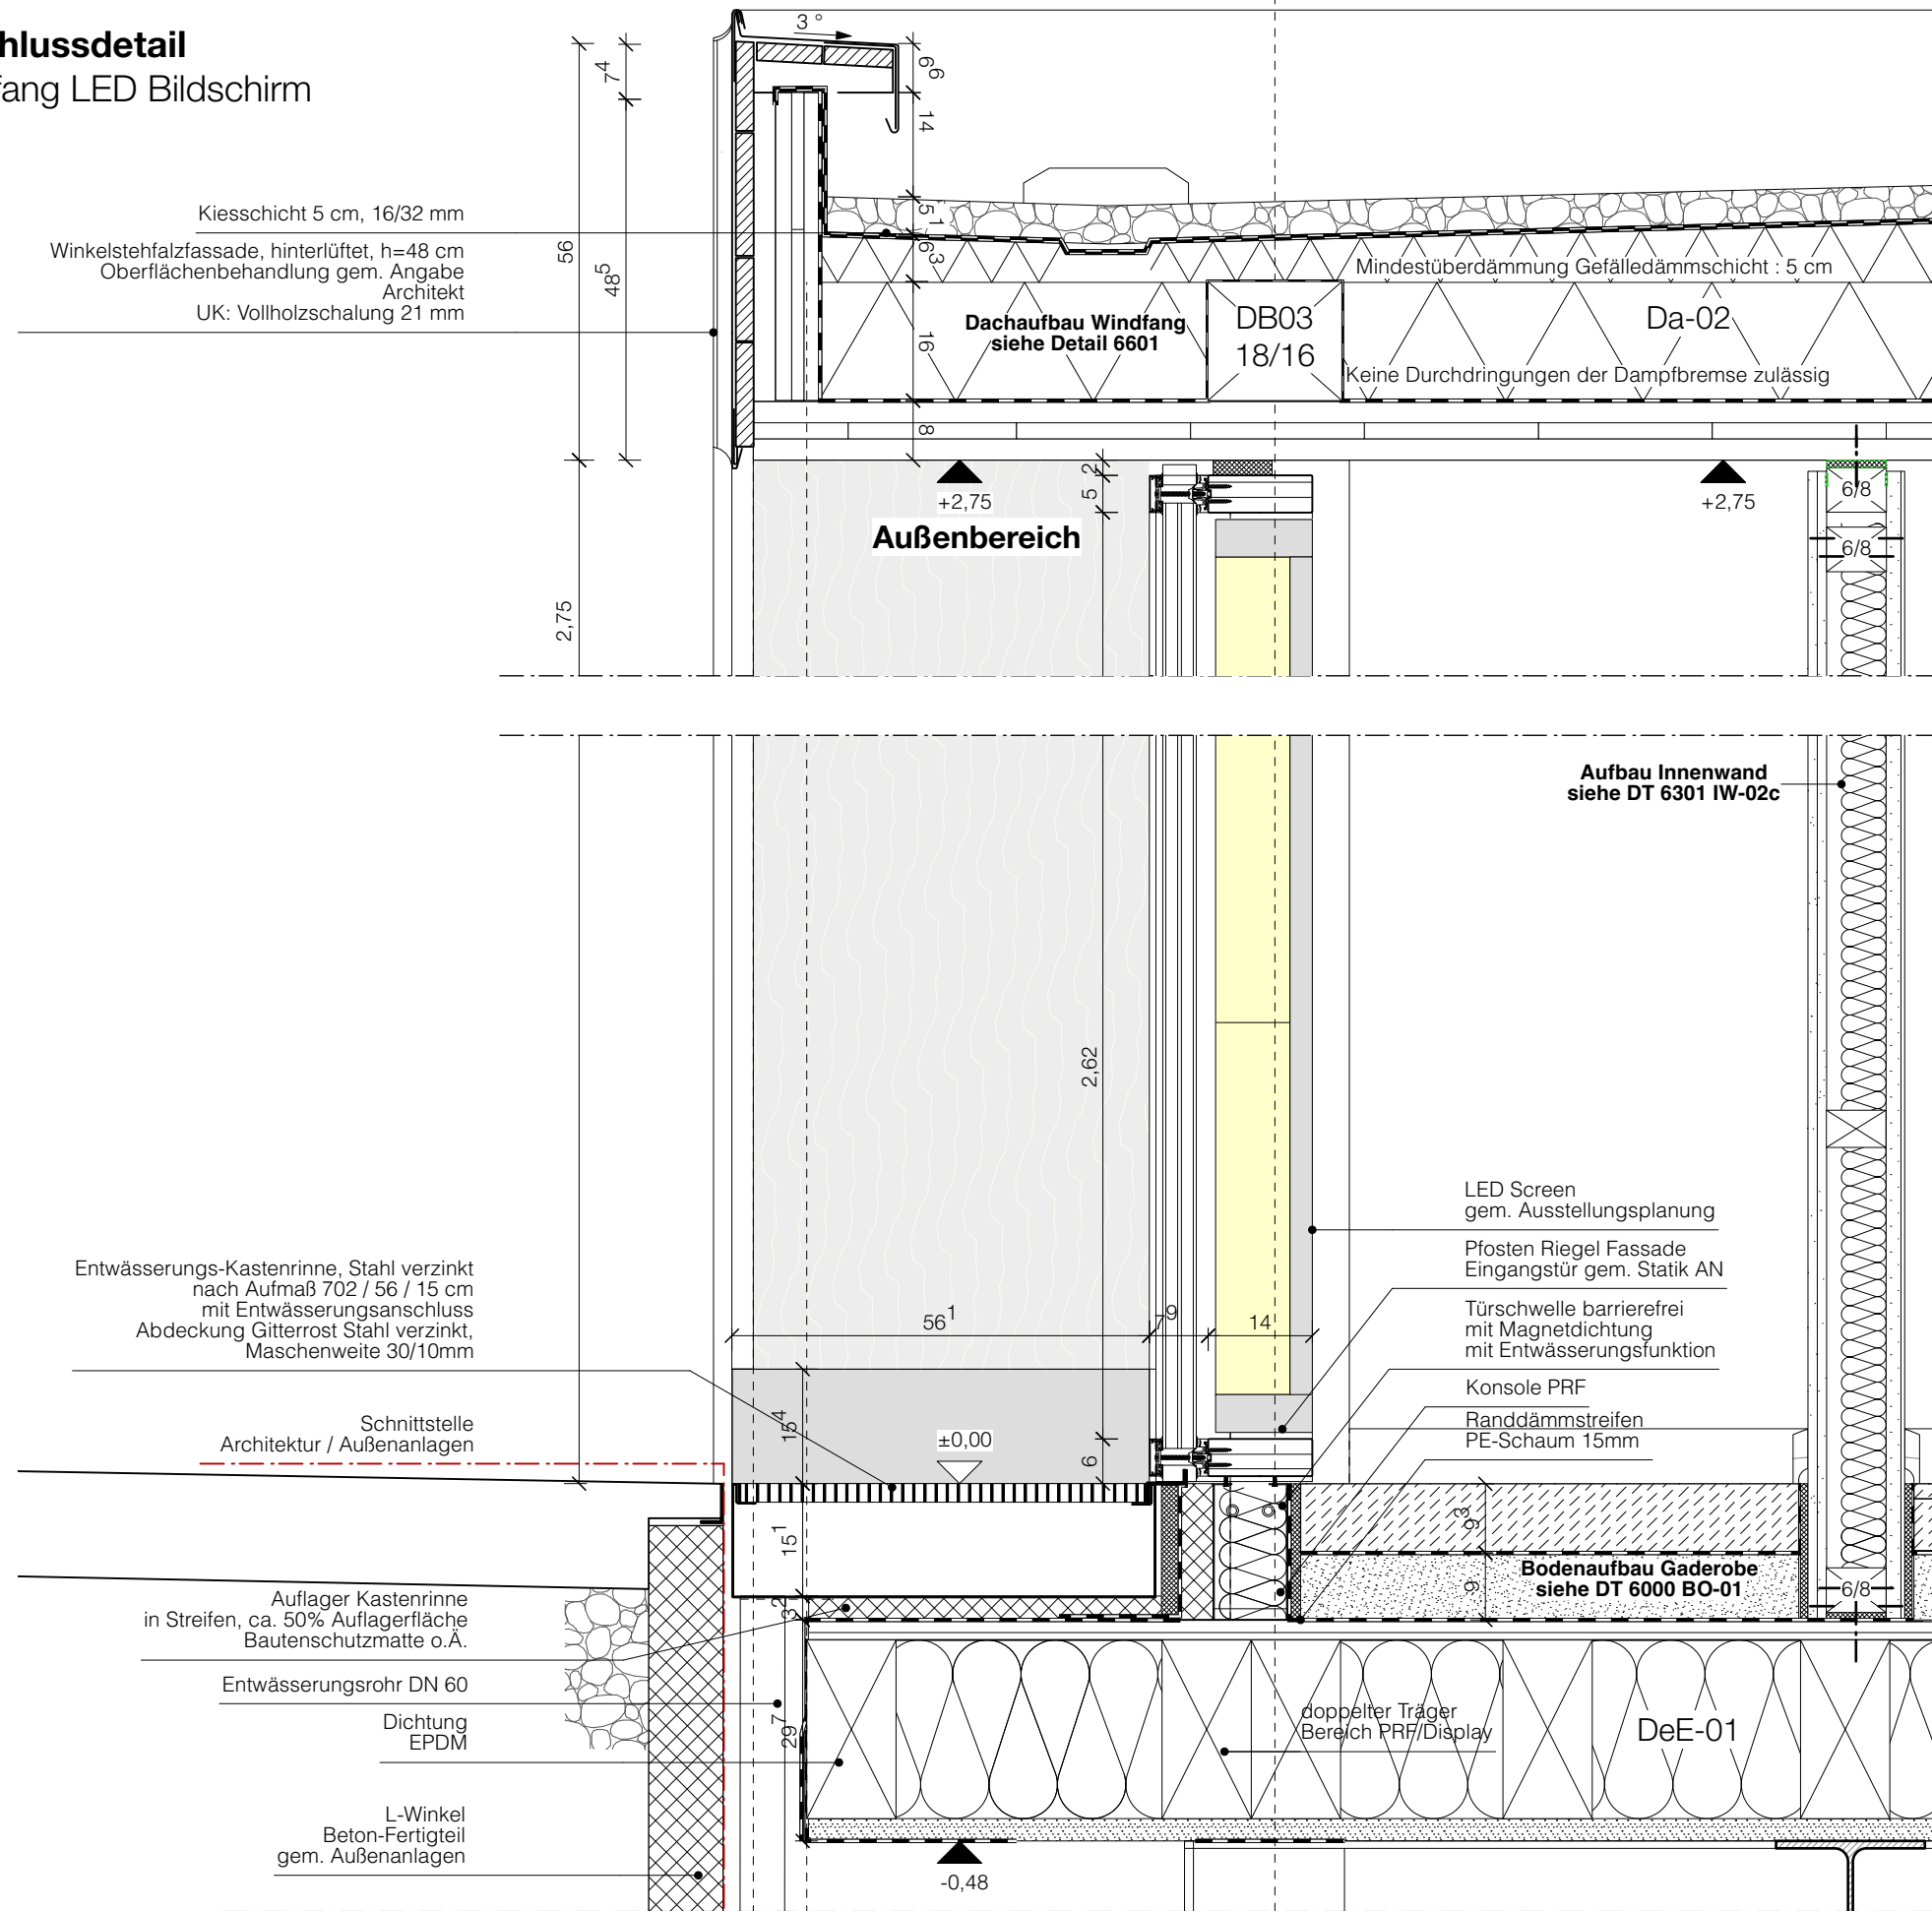 hlussdetail
fang LED Bildschirm
3 °
7⁴
6⁶
14
Kiesschicht 5 cm, 16/32 mm
Winkelstehfalzfassade, hinterlüftet, h=48 cm
Oberflächenbehandlung gem. Angabe
Architekt
UK: Vollholzschalung 21 mm
56
48⁵
5¹
6³
16
8
Mindestüberdämmung Gefälledämmschicht : 5 cm
Dachaufbau Windfang
siehe Detail 6601
DB03
18/16
Da-02
Keine Durchdringungen der Dampfbremse zulässig
+2,75
Außenbereich
2
5
+2,75
6/8
6/8
2,75
Aufbau Innenwand
siehe DT 6301 IW-02c
2,62
LED Screen
gem. Ausstellungsplanung
Pfosten Riegel Fassade
Eingangstür gem. Statik AN
Türschwelle barrierefrei
mit Magnetdichtung
mit Entwässerungsfunktion
Konsole PRF
Randdämmstreifen
PE-Schaum 15mm
Entwässerungs-Kastenrinne, Stahl verzinkt
nach Aufmaß 702 / 56 / 15 cm
mit Entwässerungsanschluss
Abdeckung Gitterrost Stahl verzinkt,
Maschenweite 30/10mm
56¹
7⁹
14
Schnittstelle
Architektur / Außenanlagen
15⁴
±0,00
6
15¹
9³
9
Bodenaufbau Gaderobe
siehe DT 6000 BO-01
6/8
Auflager Kastenrinne
in Streifen, ca. 50% Auflagerfläche
Bautenschutzmatte o.Ä.
3²
Entwässerungsrohr DN 60
Dichtung
EPDM
29⁷
doppelter Träger
Bereich PRF/Display
DeE-01
L-Winkel
Beton-Fertigteil
gem. Außenanlagen
-0,48